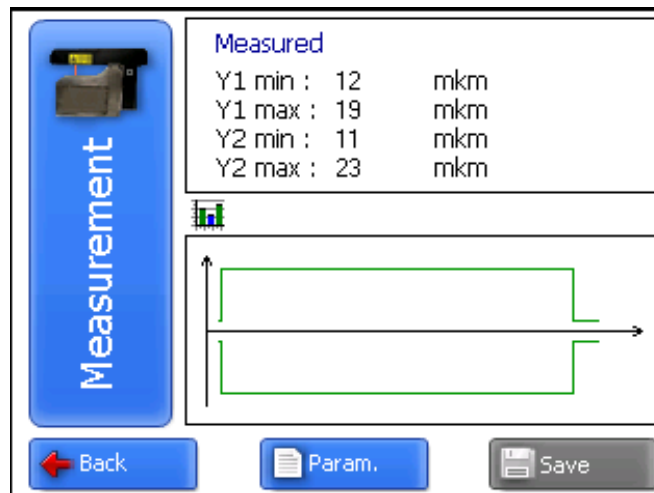 Measurement
Measured
Y1 min : 12 mkm
Y1 max : 19 mkm
Y2 min : 11 mkm
Y2 max : 23 mkm
Back
Param.
Save